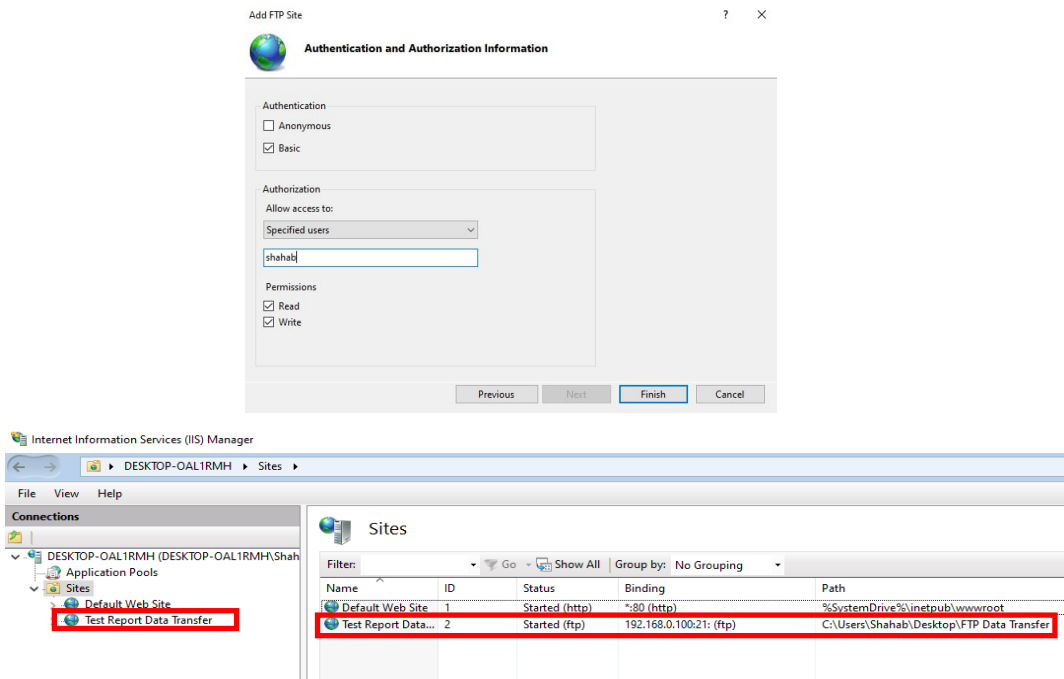 Add FTP Site ? ×
Authentication and Authorization Information
Authentication
Anonymous
Basic
Authorization
Allow access to:
Specified users
shahab
Permissions
Read
Write
Previous Next Finish Cancel
Internet Information Services (IIS) Manager
DESKTOP-OAL1RMH Sites
File View Help
Connections
DESKTOP-OAL1RMH (DESKTOP-OAL1RMH\Shah
Application Pools
Sites
Default Web Site
Test Report Data Transfer
Sites
Filter: Go Show All Group by: No Grouping
Name ID Status Binding Path
Default Web Site 1 Started (http) *:80 (http) %SystemDrive%\inetpub\wwwroot
Test Report Data... 2 Started (ftp) 192.168.0.100:21: (ftp) C:\Users\Shahab\Desktop\FTP Data Transfer